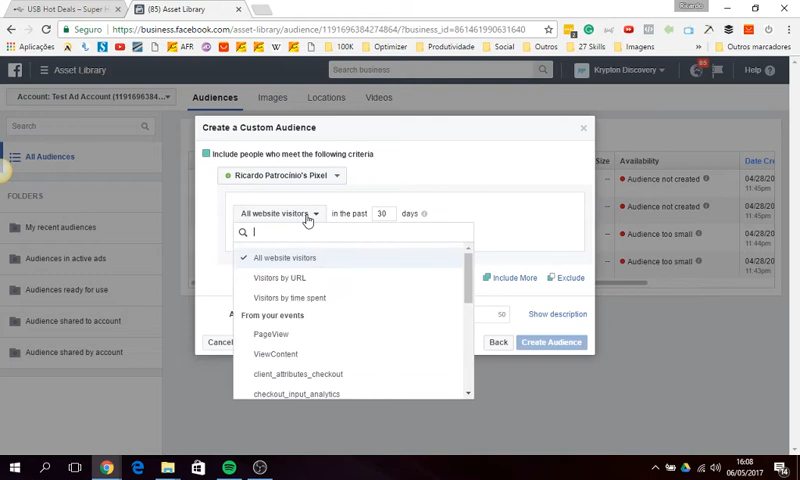 USB Hot Deals – Super H
(85) Asset Library
Ricardo
Seguro
https://business.facebook.com/asset-library/audience/1191696384274864/?business_id=861461990631640
Aplicações
100K
Optimizer
Produtividade
Social
27 Skills
Imagens
Outros marcadores
Asset Library
Search business
Krypton Discovery
85
Help
Account: Test Ad Account (1191696384...
Audiences
Images
Locations
Videos
Search
All Audiences
FOLDERS
My recent audiences
Audiences in active ads
Audiences ready for use
Audience shared to account
Audience shared by account
Size
Availability
Date Cre
Audience not created
04/28/20
11:45pm
Audience not created
04/28/20
11:45pm
Audience too small
04/28/20
11:44pm
Audience too small
04/28/20
11:43pm
Create a Custom Audience
Include people who meet the following criteria
Ricardo Patrocínio's Pixel
All website visitors
in the past
30
days
All website visitors
Visitors by URL
Visitors by time spent
From your events
PageView
ViewContent
client_attributes_checkout
checkout_input_analytics
Include More
Exclude
A
50
Show description
Cancel
Back
Create Audience
16:08
06/05/2017
14